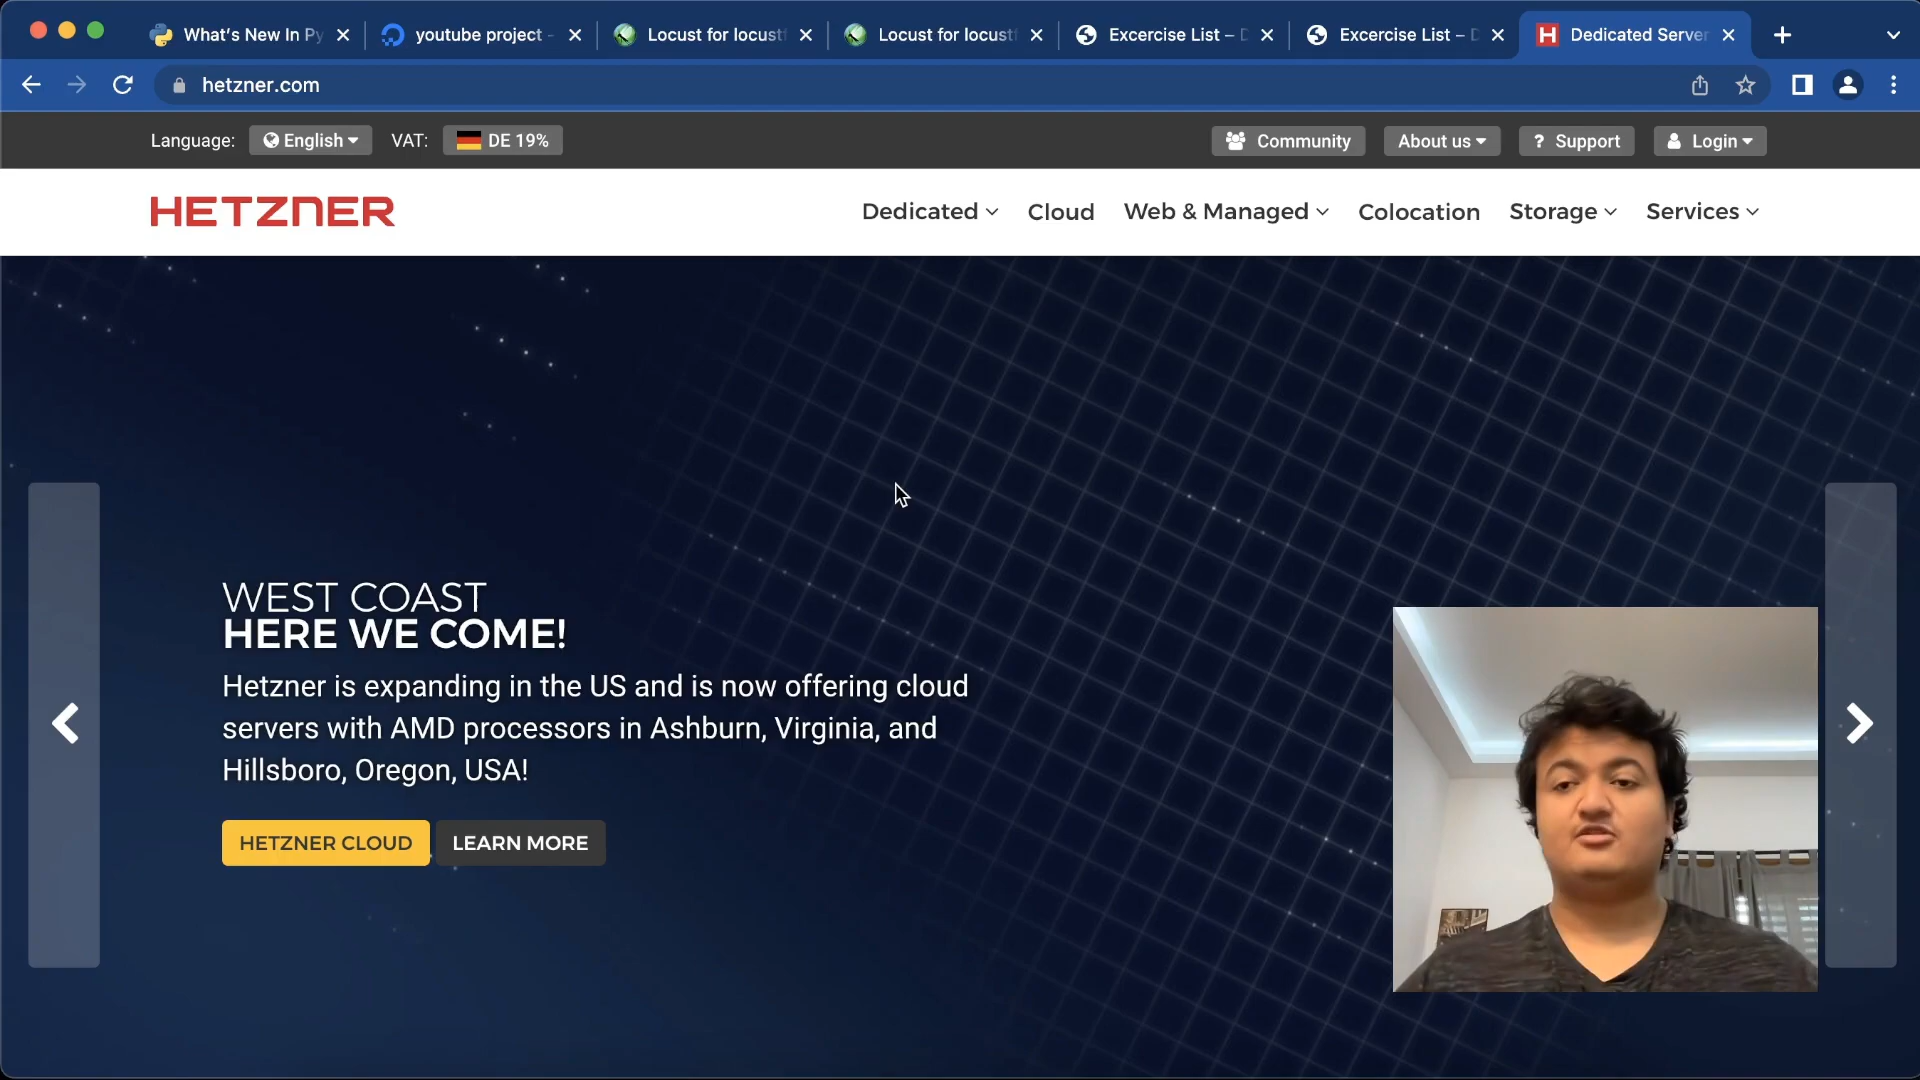 What's New In Py
youtube project -
Locust for locustf
Locust for locustf
Excercise List – D
Excercise List – D
Dedicated Server
hetzner.com
Language:
English
VAT:
DE 19%
Community
About us
? Support
Login
HETZNER
Dedicated
Cloud
Web & Managed
Colocation
Storage
Services
WEST COAST
HERE WE COME!
Hetzner is expanding in the US and is now offering cloud
servers with AMD processors in Ashburn, Virginia, and
Hillsboro, Oregon, USA!
HETZNER CLOUD
LEARN MORE